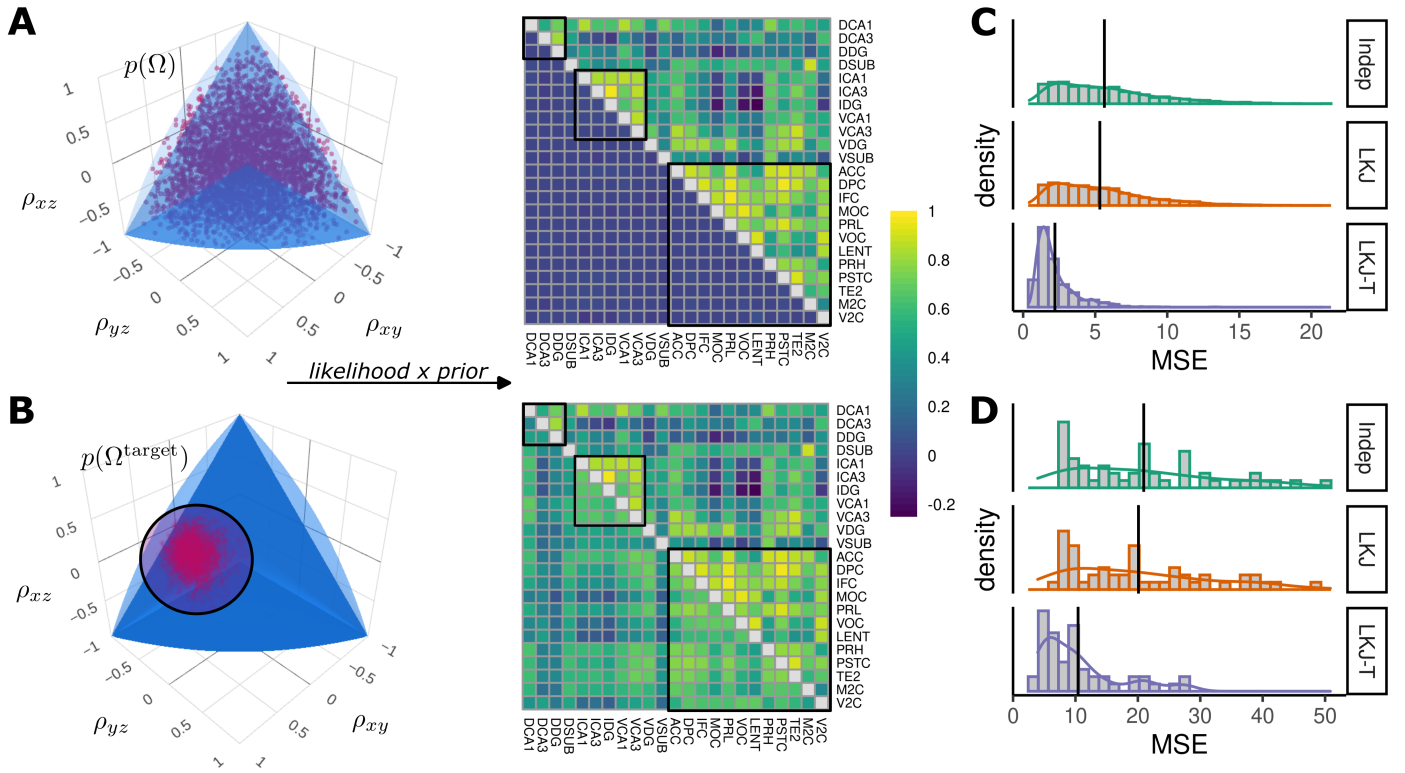 A
p(Ω)
1
0.5
0
−0.5
−1
ρxz
−0.5
0
0.5
1
ρyz
−1
−0.5
0
0.5
1
ρxy
likelihood x prior
DCA1
DCA3
DDG
DSUB
ICA1
ICA3
IDG
VCA1
VCA3
VDG
VSUB
ACC
DPC
IFC
MOC
PRL
VOC
LENT
PRH
PSTC
TE2
M2C
V2C
DCA1 DCA3 DDG DSUB ICA1 ICA3 IDG VCA1 VCA3 VDG VSUB ACC DPC IFC MOC PRL VOC LENT PRH PSTC TE2 M2C V2C
1
0.8
0.6
0.4
0.2
0
-0.2
B
p(Ωtarget)
1
0.5
0
−0.5
−1
ρxz
0.5
0
0.5
1
ρyz
−1
−0.5
0
0.5
1
ρxy
DCA1
DCA3
DDG
DSUB
ICA1
ICA3
IDG
VCA1
VCA3
VDG
VSUB
ACC
DPC
IFC
MOC
PRL
VOC
LENT
PRH
PSTC
TE2
M2C
V2C
DCA1 DCA3 DDG DSUB ICA1 ICA3 IDG VCA1 VCA3 VDG VSUB ACC DPC IFC MOC PRL VOC LENT PRH PSTC TE2 M2C V2C
C
density
Indep
LKJ
LKJ-T
0 5 10 15 20
MSE
D
density
Indep
LKJ
LKJ-T
0 10 20 30 40 50
MSE